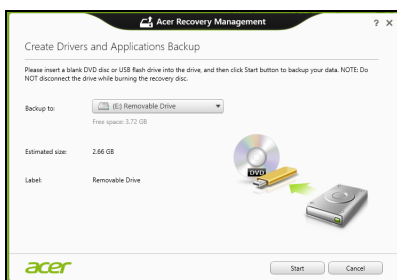 Acer Recovery Management
? ×
Create Drivers and Applications Backup
Please insert a blank DVD disc or USB flash drive into the drive, and then click Start button to backup your data. NOTE: Do
NOT disconnect the drive while burning the recovery disc.
Backup to: (E:) Removable Drive
Free space: 3.72 GB
Estimated size: 2.66 GB
Label: Removable Drive
DVD
acer Start Cancel